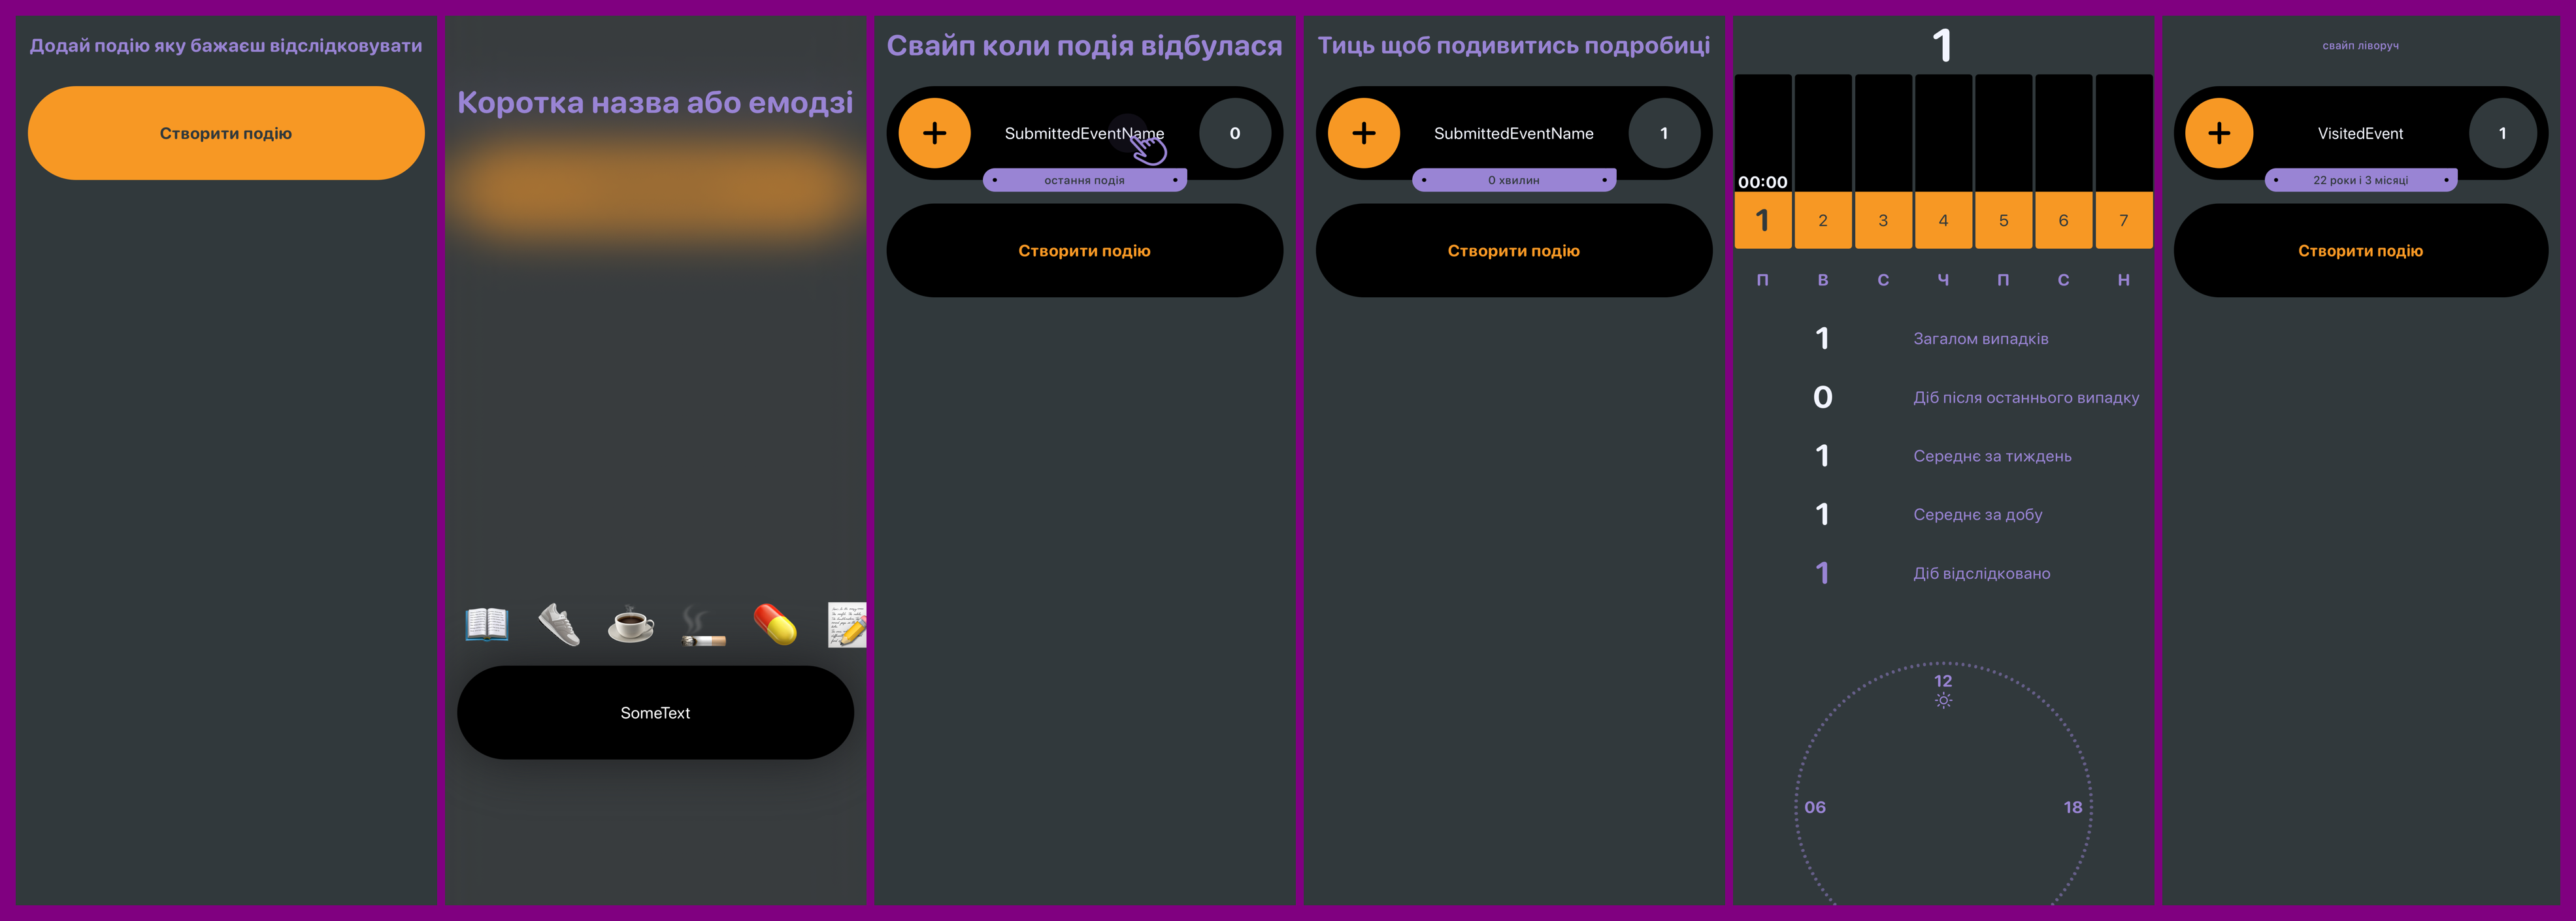 Додай подію яку бажаєш відслідковувати
Створити подію
Коротка назва або емодзі
SomeText
Свайп коли подія відбулася
+
SubmittedEventName
0
остання подія
Створити подію
Тиць щоб подивитись подробиці
+
SubmittedEventName
1
0 хвилин
Створити подію
1
00:00
1 2 3 4 5 6 7
П В С Ч П С Н
1 Загалом випадків
0 Діб після останнього випадку
1 Середнє за тиждень
1 Середнє за добу
1 Діб відслідковано
12
06 18
свайп ліворуч
+
VisitedEvent
1
22 роки і 3 місяці
Створити подію